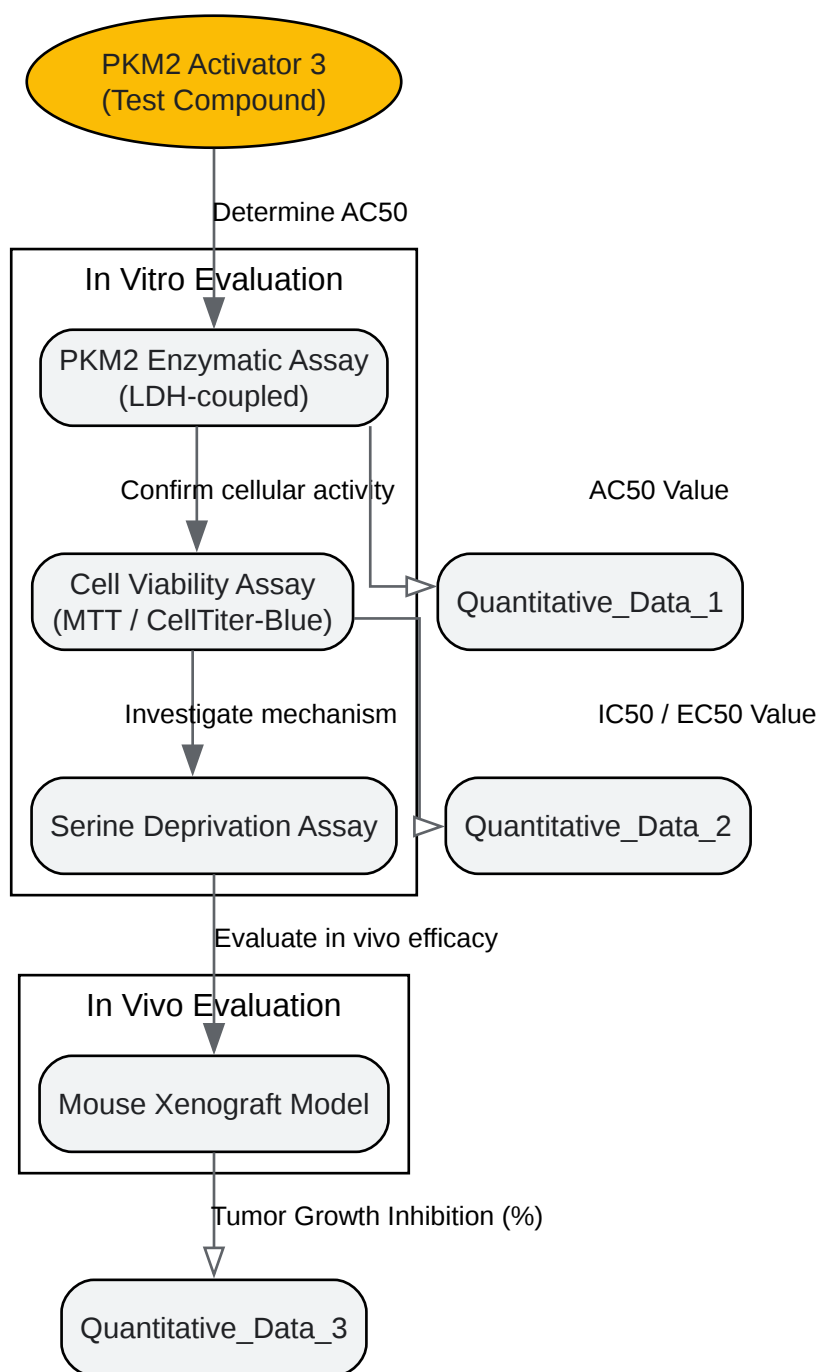 PKM2 Activator 3
(Test Compound)
Determine AC50
In Vitro Evaluation
PKM2 Enzymatic Assay
(LDH-coupled)
Confirm cellular activity
AC50 Value
Cell Viability Assay
(MTT / CellTiter-Blue)
Quantitative_Data_1
Investigate mechanism
IC50 / EC50 Value
Serine Deprivation Assay
Quantitative_Data_2
Evaluate in vivo efficacy
In Vivo Evaluation
Mouse Xenograft Model
Tumor Growth Inhibition (%)
Quantitative_Data_3